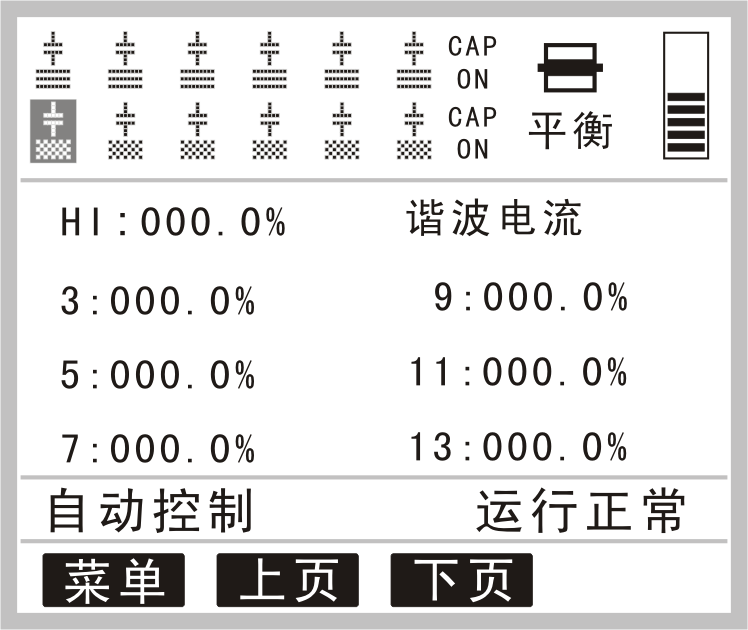 CAP
ON
CAP
ON
平衡
HI:000.0% 谐波电流
3:000.0% 9:000.0%
5:000.0% 11:000.0%
7:000.0% 13:000.0%
自动控制 运行正常
菜单 上页 下页